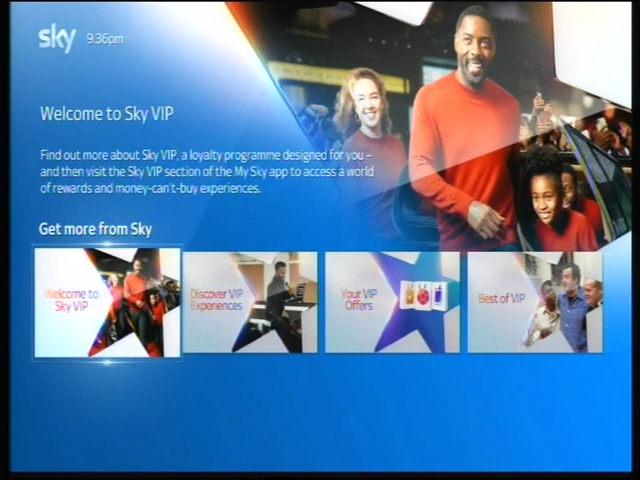 sky 9.36pm
Welcome to Sky VIP
Find out more about Sky VIP, a loyalty programme designed for you –
and then visit the Sky VIP section of the My Sky app to access a world
of rewards and money-can't-buy experiences.
Get more from Sky
Welcome to
Sky VIP
Discover VIP
Experiences
Your VIP
Offers
Best of VIP